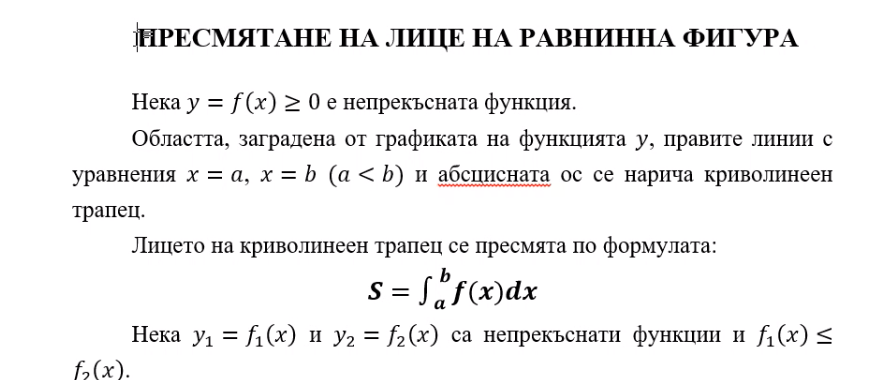 ПРЕСМЯТАНЕ НА ЛИЦЕ НА РАВНИННА ФИГУРА
Нека y = f(x) ≥ 0 е непрекъсната функция.
Областта, заградена от графиката на функцията y, правите линии с
уравнения x = a, x = b (a < b) и абсцисната ос се нарича криволинеен
трапец.
Лицето на криволинеен трапец се пресмята по формулата:
S = ∫ₐᵇ f(x)dx
Нека y₁ = f₁(x) и y₂ = f₂(x) са непрекъснати функции и f₁(x) ≤
f₂(x).